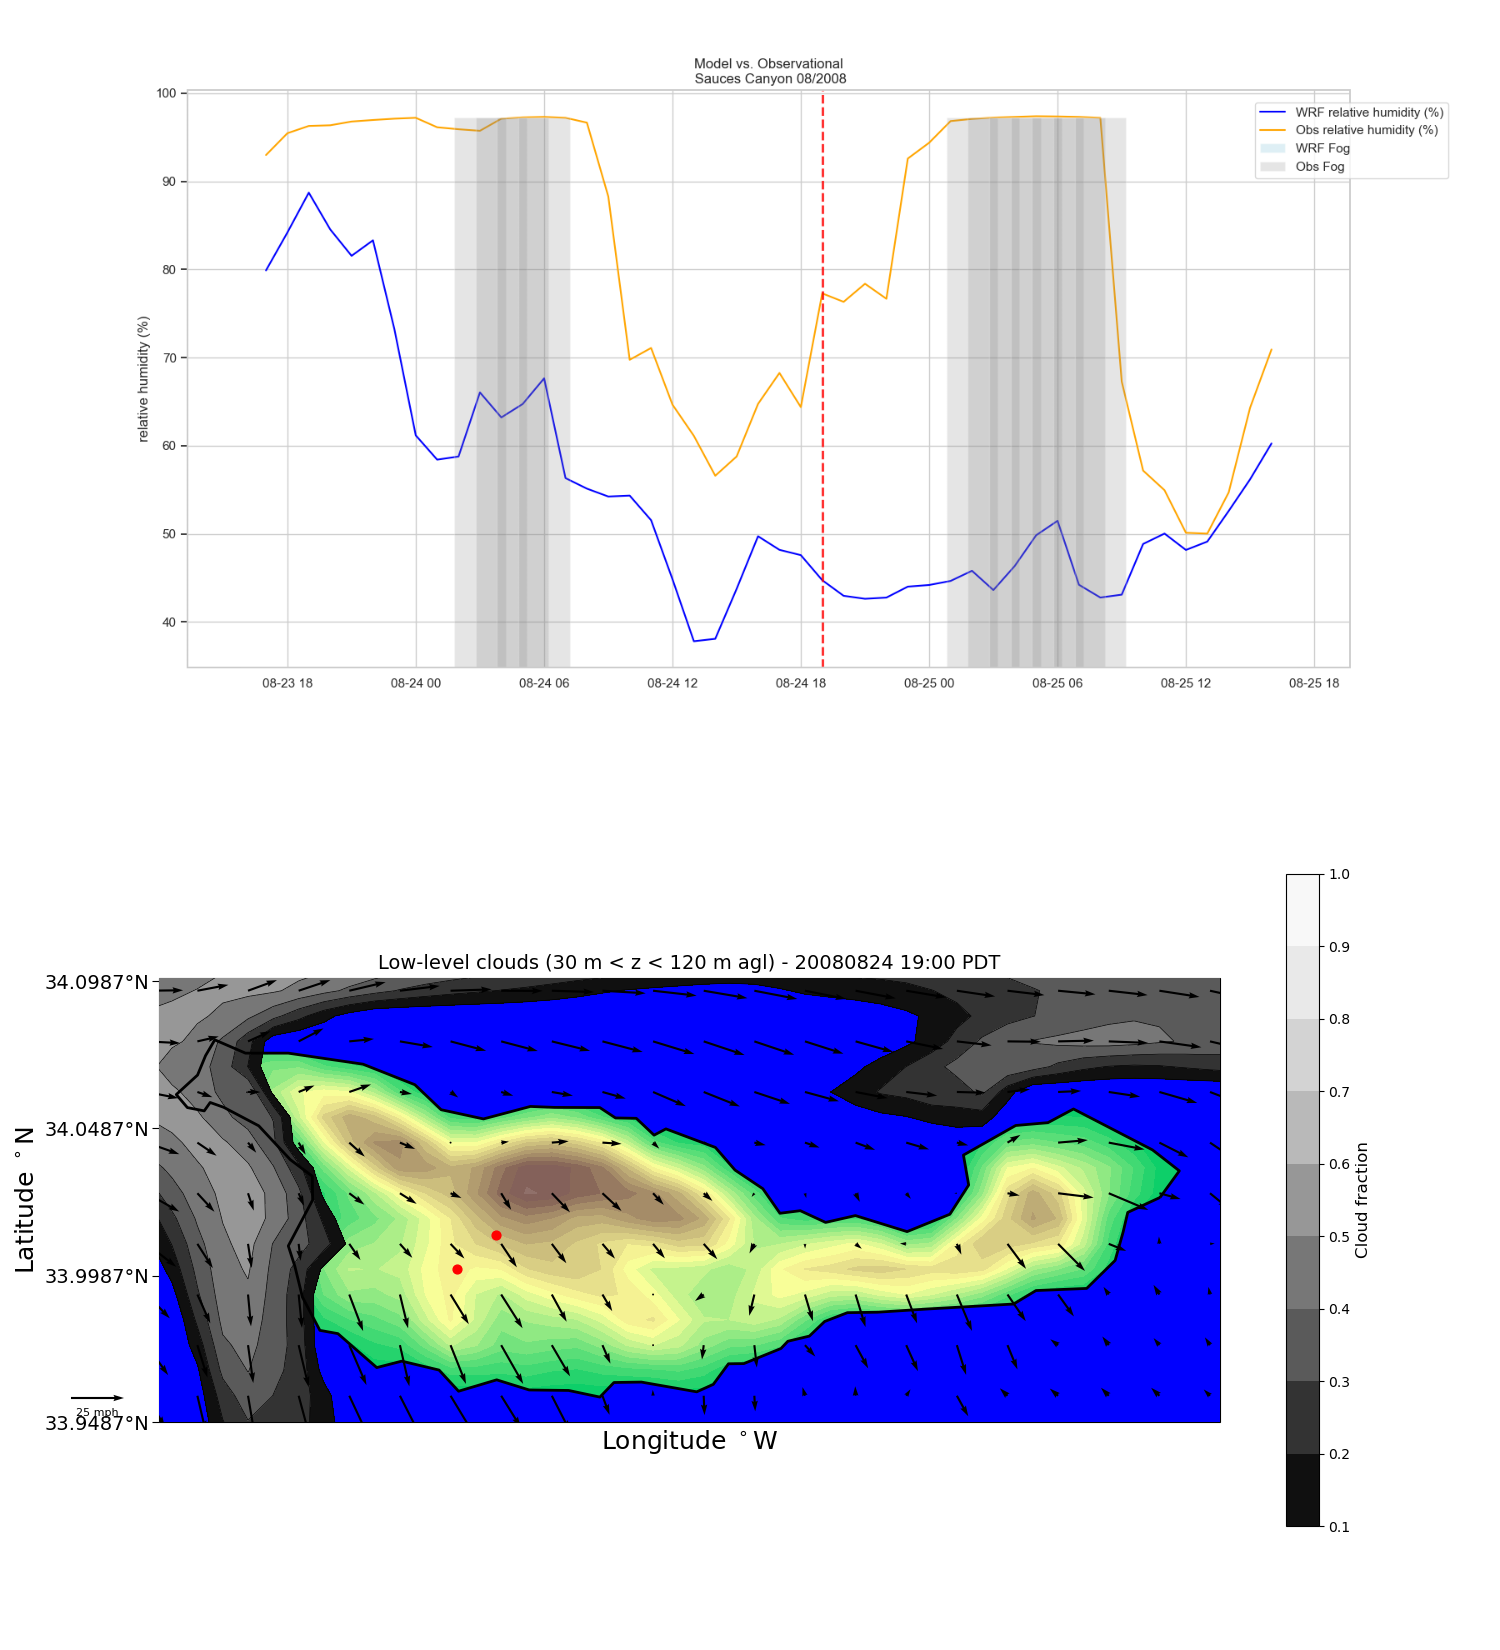 Model vs. Observational
Sauces Canyon 08/2008
100
90
80
70
60
50
40
relative humidity (%)
WRF relative humidity (%)
Obs relative humidity (%)
WRF Fog
Obs Fog
08-23 18
08-24 00
08-24 06
08-24 12
08-24 18
08-25 00
08-25 06
08-25 12
08-25 18
Low-level clouds (30 m < z < 120 m agl) - 20080824 19:00 PDT
34.0987°N
34.0487°N
33.9987°N
33.9487°N
Latitude °N
25 mph
Longitude °W
1.0
0.9
0.8
0.7
0.6
0.5
0.4
0.3
0.2
0.1
Cloud fraction